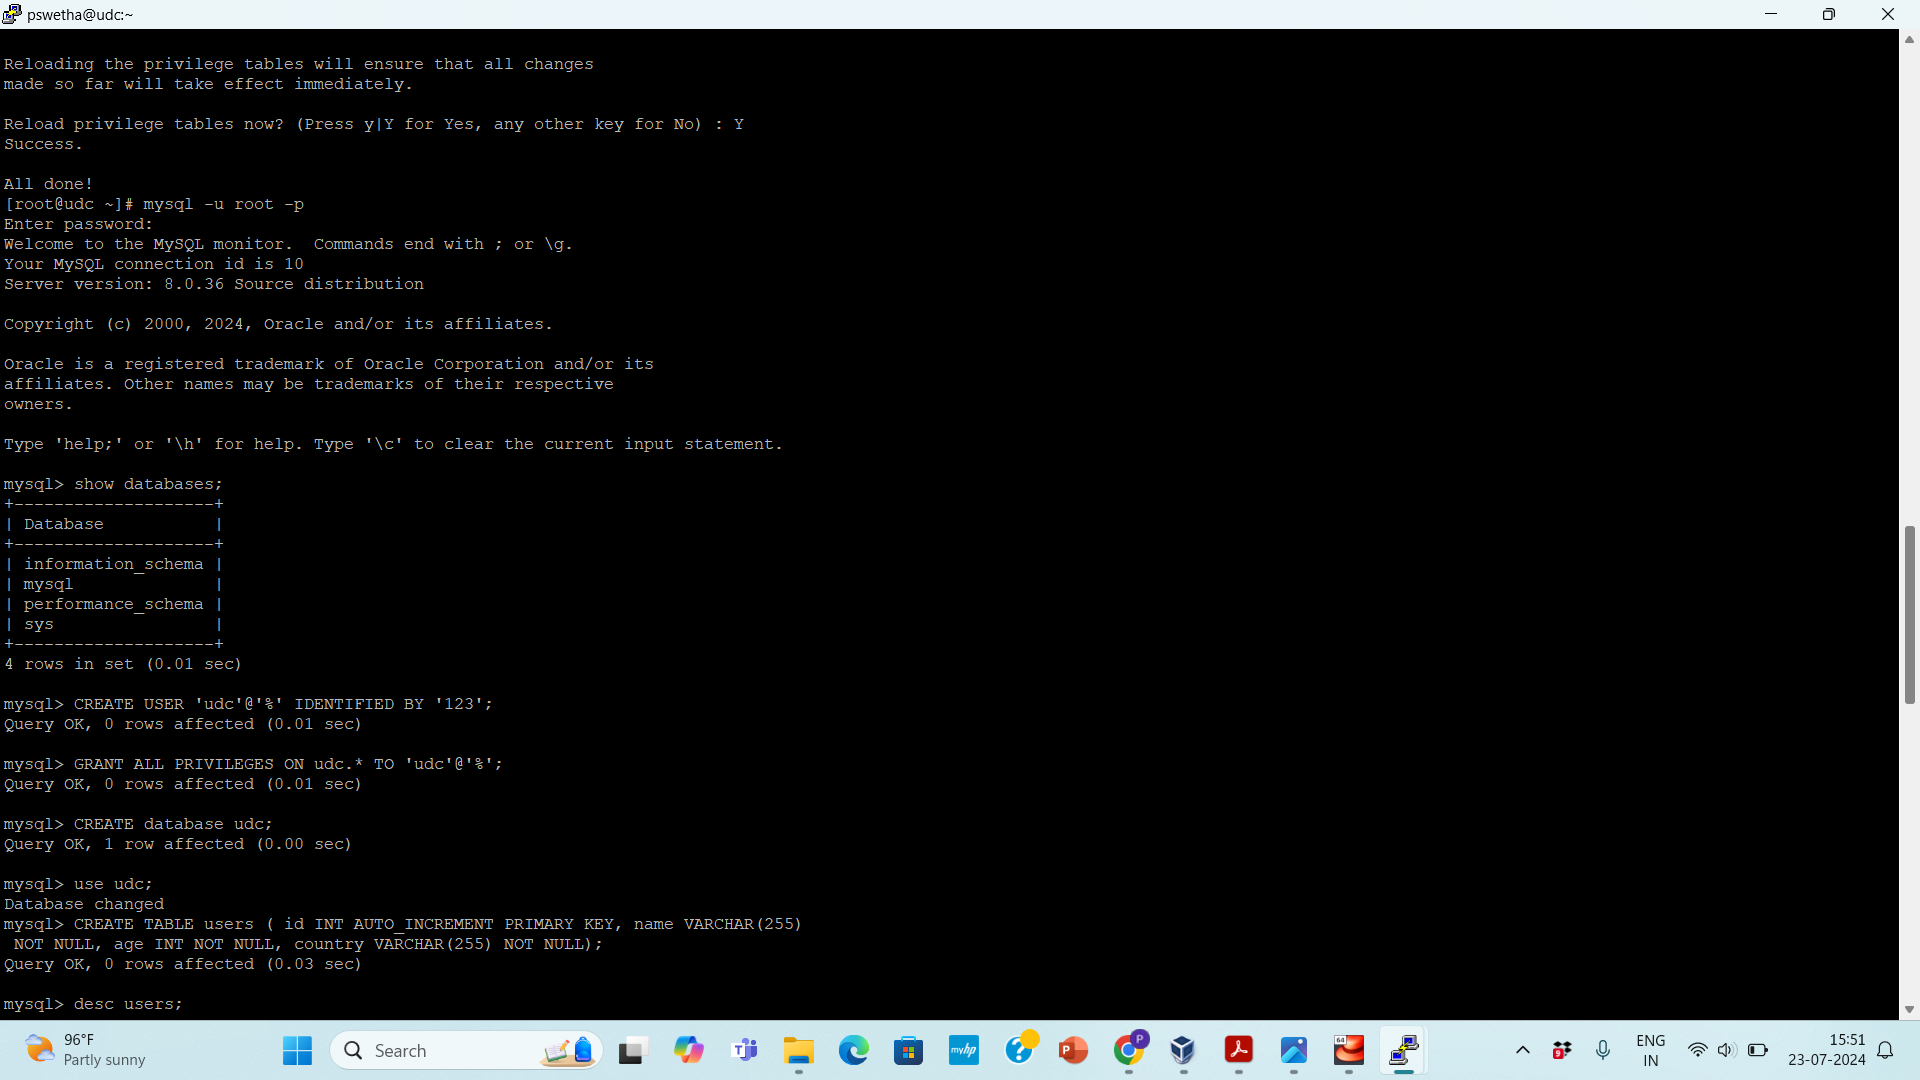 pswetha@udc:~
Reloading the privilege tables will ensure that all changes
made so far will take effect immediately.
Reload privilege tables now? (Press y|Y for Yes, any other key for No) : Y
Success.
All done!
[root@udc ~]# mysql -u root -p
Enter password:
Welcome to the MySQL monitor.  Commands end with ; or \g.
Your MySQL connection id is 10
Server version: 8.0.36 Source distribution
Copyright (c) 2000, 2024, Oracle and/or its affiliates.
Oracle is a registered trademark of Oracle Corporation and/or its
affiliates. Other names may be trademarks of their respective
owners.
Type 'help;' or '\h' for help. Type '\c' to clear the current input statement.
mysql> show databases;
+--------------------+
| Database           |
+--------------------+
| information_schema |
| mysql              |
| performance_schema |
| sys                |
+--------------------+
4 rows in set (0.01 sec)
mysql> CREATE USER 'udc'@'%' IDENTIFIED BY '123';
Query OK, 0 rows affected (0.01 sec)
mysql> GRANT ALL PRIVILEGES ON udc.* TO 'udc'@'%';
Query OK, 0 rows affected (0.01 sec)
mysql> CREATE database udc;
Query OK, 1 row affected (0.00 sec)
mysql> use udc;
Database changed
mysql> CREATE TABLE users ( id INT AUTO_INCREMENT PRIMARY KEY, name VARCHAR(255)
 NOT NULL, age INT NOT NULL, country VARCHAR(255) NOT NULL);
Query OK, 0 rows affected (0.03 sec)
mysql> desc users;
96°F
Partly sunny
Search
myhp
P
64
9
ENG
IN
15:51
23-07-2024